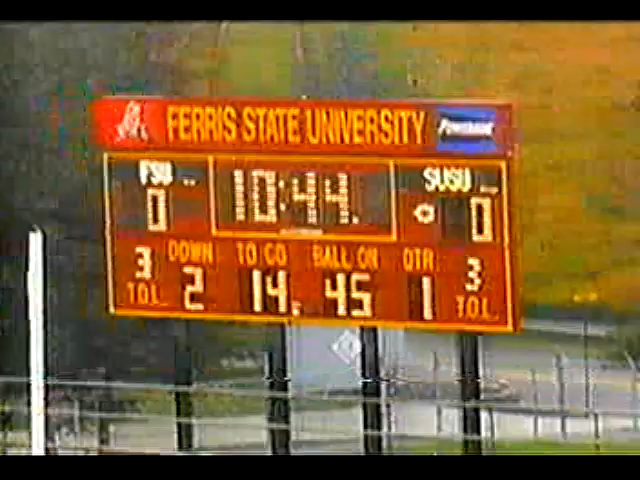 FERRIS STATE UNIVERSITY Powerade
FSU 10:44 SVSU
0 0
DOWN TO GO BALL ON QTR
3 2 14 45 1 3
T.O.L. T.O.L.